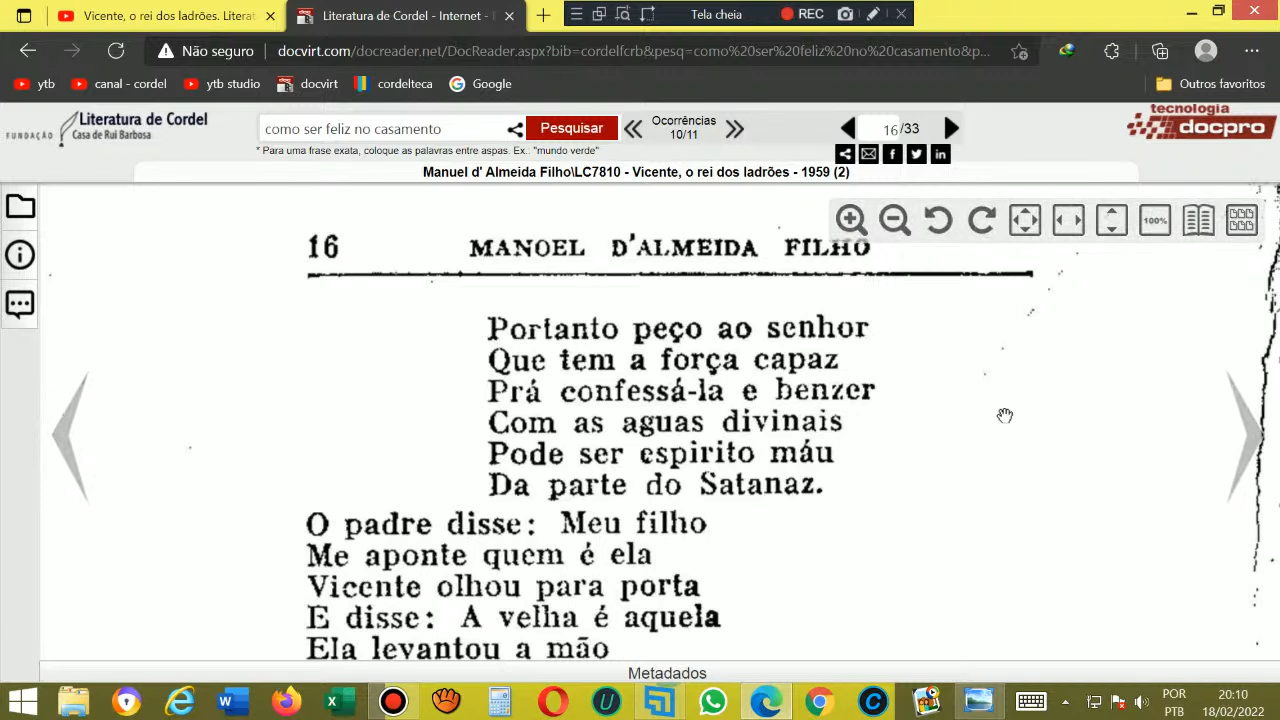 Vicente, o rei dos ladrões. Literat
Literatura de Cordel - Internet - I
Tela cheia
REC
Não seguro
docvirt.com/docreader.net/DocReader.aspx?bib=cordelfcrb&pesq=como%20ser%20feliz%20no%20casamento&p...
ytb
canal - cordel
ytb studio
docvirt
cordelteca
Google
Outros favoritos
FUNDAÇÃO
Literatura de Cordel
Casa de Rui Barbosa
como ser feliz no casamento
Pesquisar
Ocorrências
10/11
16/33
tecnologia
docpro
* Para uma frase exata, coloque as palavras entre aspas. Ex.: "mundo verde"
Manuel d' Almeida Filho\LC7810 - Vicente, o rei dos ladrões - 1959 (2)
100%
16 MANOEL D'ALMEIDA FILHO
Portanto peço ao senhor
Que tem a força capaz
Prá confessá-la e benzer
Com as aguas divinais
Pode ser espirito máu
Da parte do Satanaz.
O padre disse: Meu filho
Me aponte quem é ela
Vicente olhou para porta
E disse: A velha é aquela
Ela levantou a mão
Metadados
POR
PTB
20:10
18/02/2022